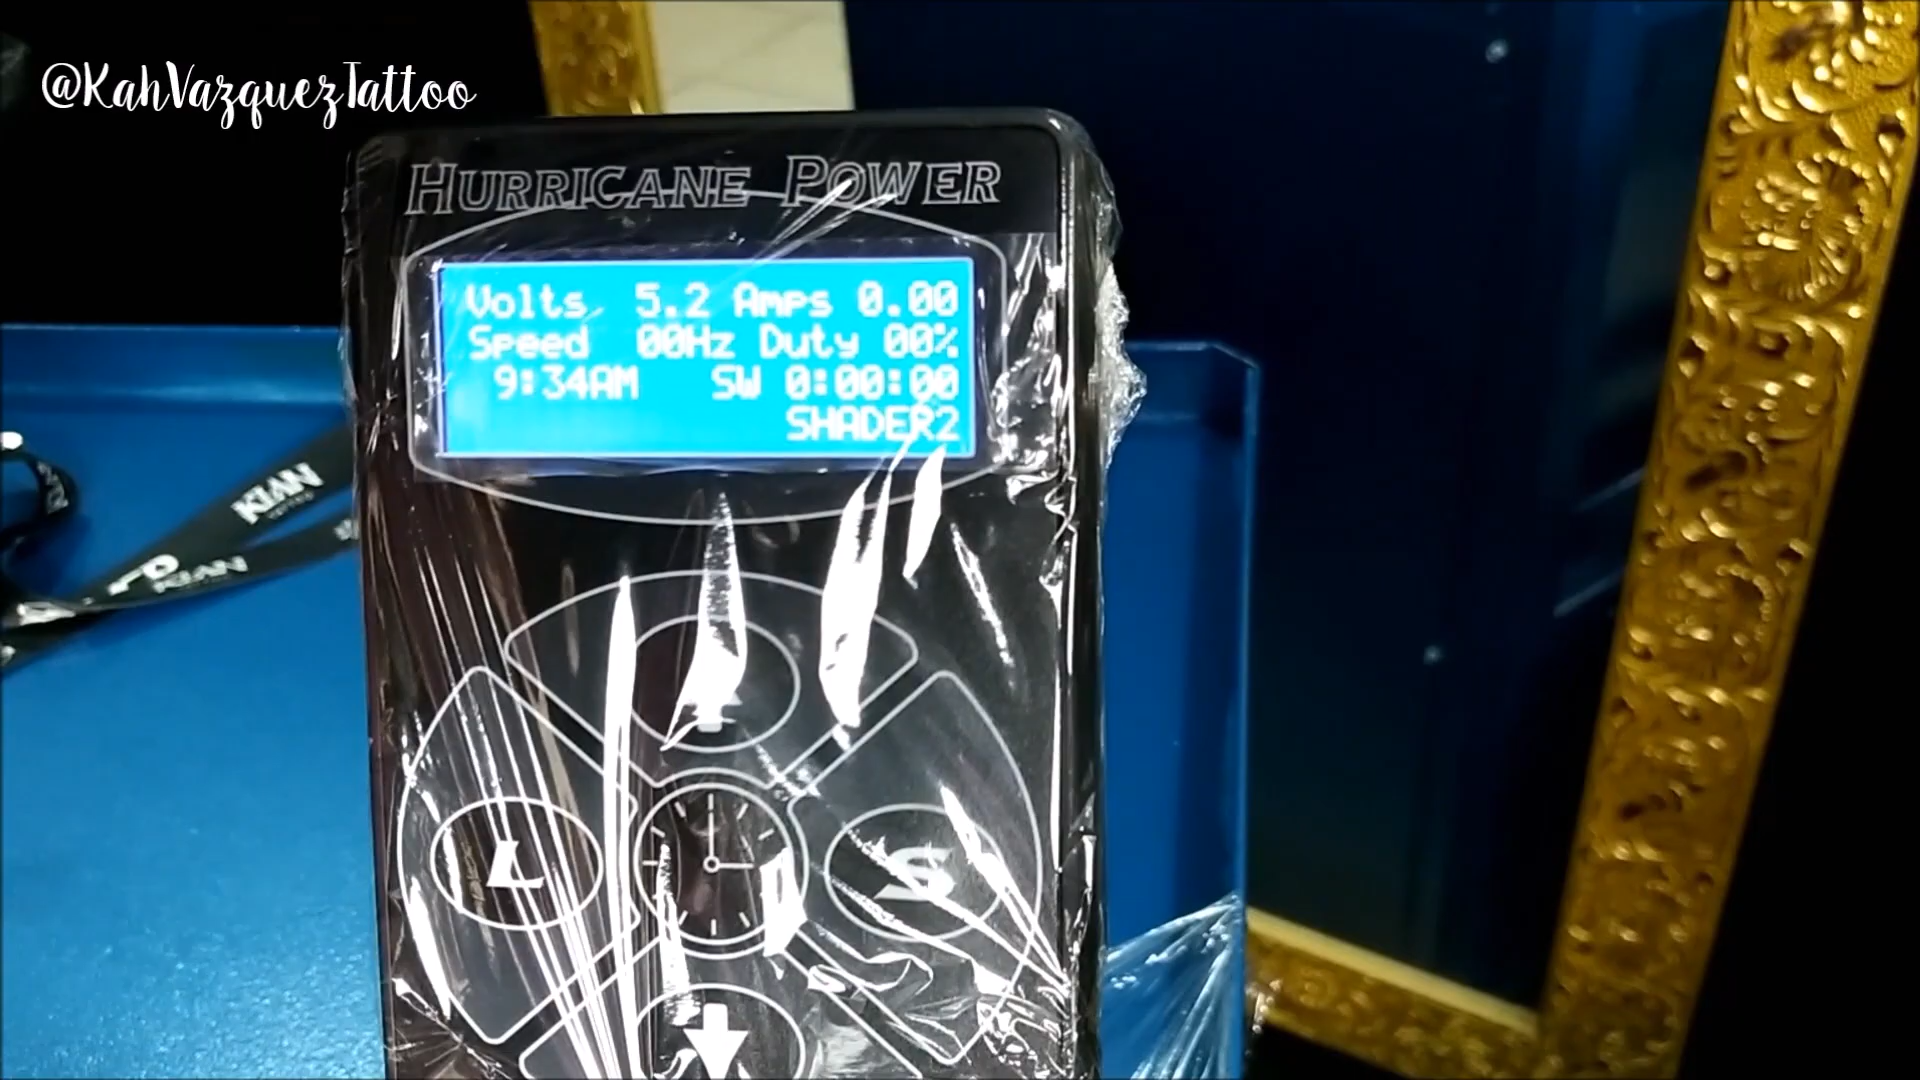 @KahVazquezTattoo
HURRICANE POWER
Volts 5.2 Amps 0.00
Speed 00Hz Duty 00%
9:34AM SW 0:00:00
SHADER2
KIAN
KIAN
L
S